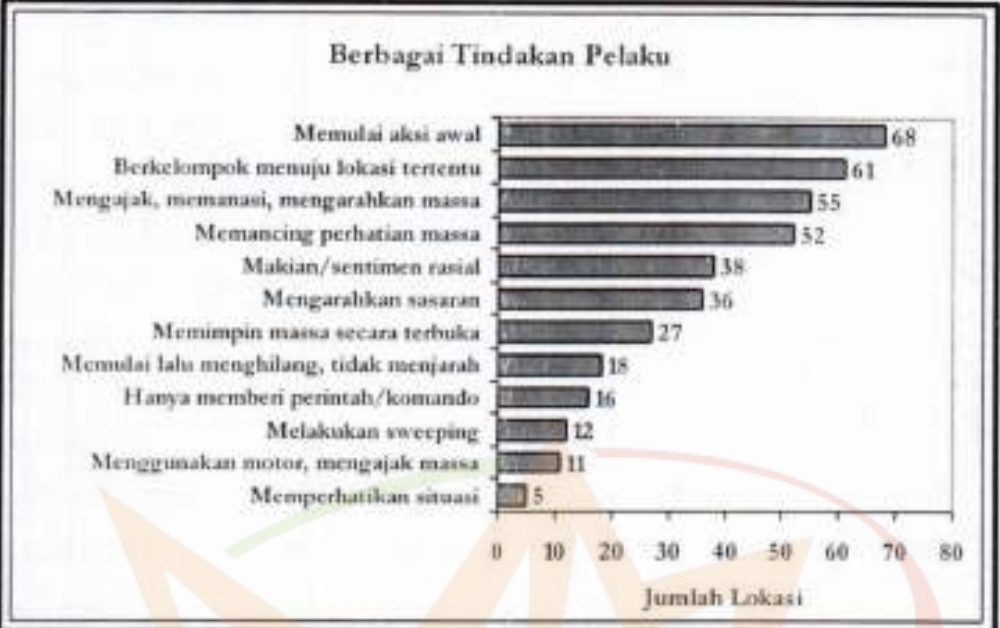 Berbagai Tindakan Pelaku
Memulai aksi awal 68
Berkelompok menuju lokasi tertentu 61
Mengajak, memanasi, mengarahkan massa 55
Memancing perhatian massa 52
Makian/sentimen rasial 38
Mengarahkan sasaran 36
Memimpin massa secara terbuka 27
Memulai lalu menghilang, tidak menjarah 18
Hanya memberi perintah/komando 16
Melakukan sweeping 12
Menggunakan motor, mengajak massa 11
Memperhatikan situasi 5
0 10 20 30 40 50 60 70 80
Jumlah Lokasi